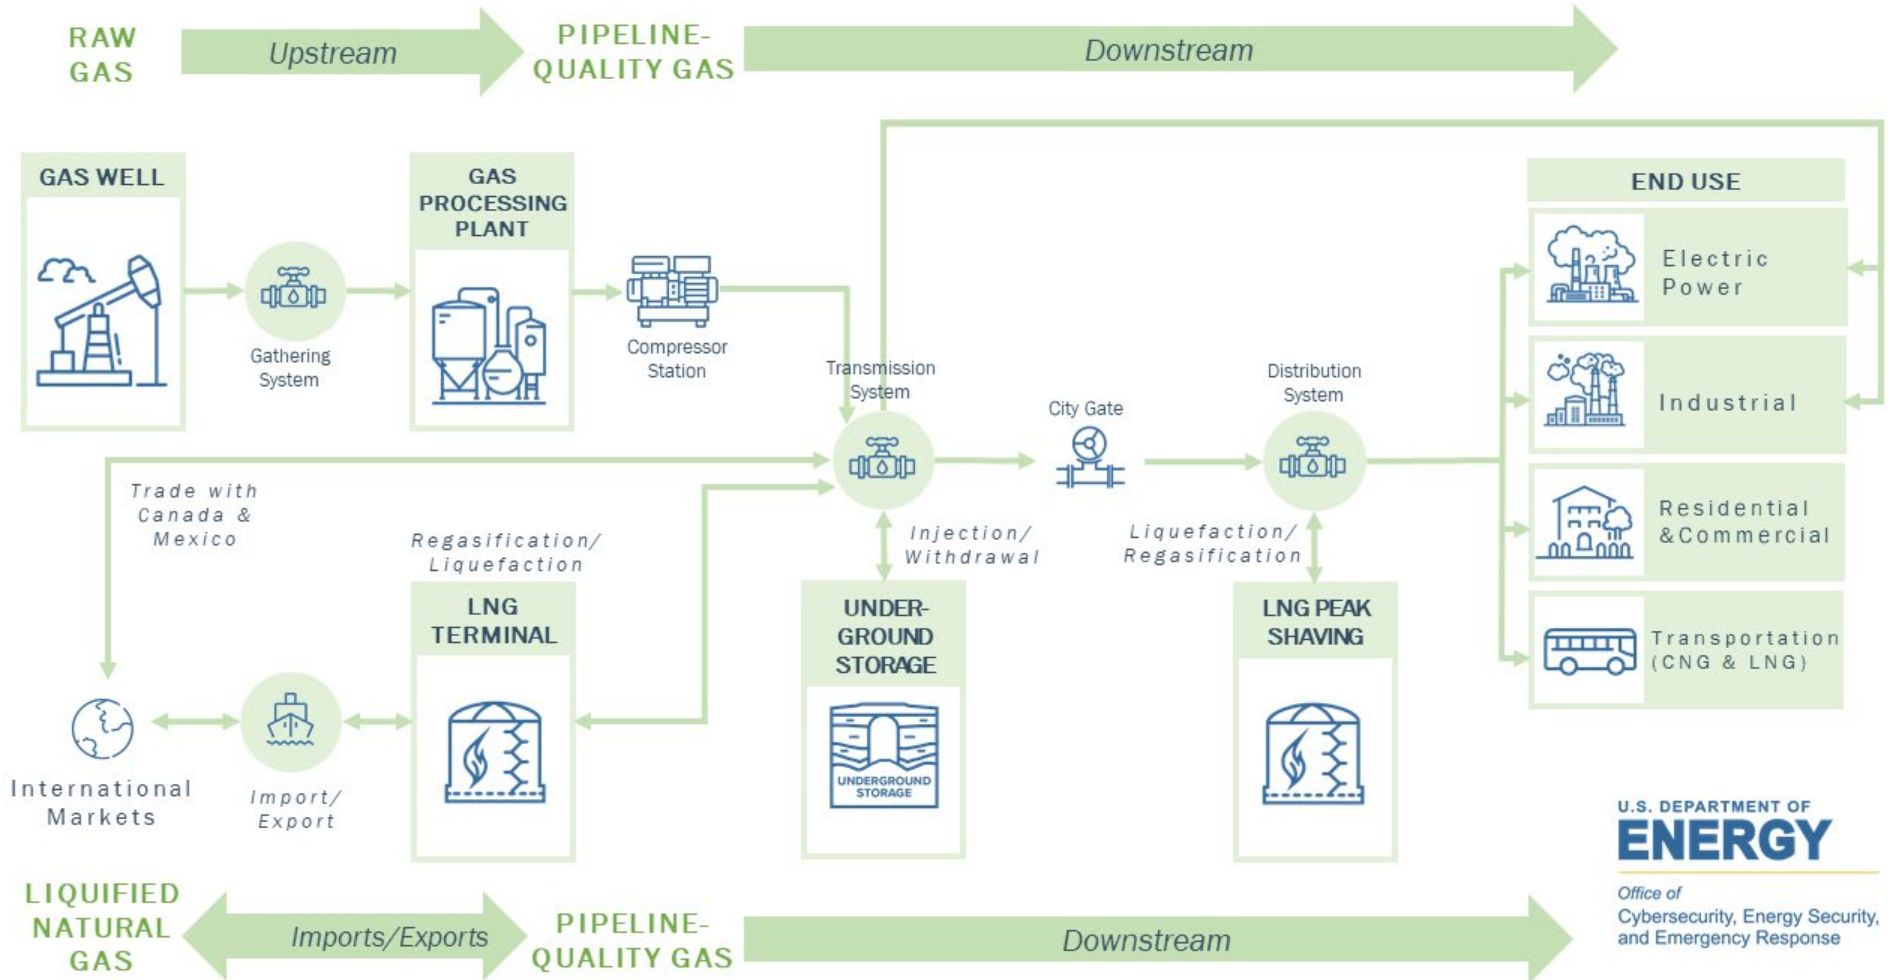 RAW
GAS
Upstream
PIPELINE-
QUALITY GAS
Downstream
GAS WELL
Gathering
System
GAS
PROCESSING
PLANT
Compressor
Station
Transmission
System
City Gate
Distribution
System
END USE
Electric
Power
Industrial
Residential
&Commercial
Transportation
(CNG & LNG)
Trade with
Canada &
Mexico
Regasification/
Liquefaction
Injection/
Withdrawal
Liquefaction/
Regasification
LNG
TERMINAL
UNDER-
GROUND
STORAGE
UNDERGROUND
STORAGE
LNG PEAK
SHAVING
International
Markets
Import/
Export
LIQUIFIED
NATURAL
GAS
Imports/Exports
PIPELINE-
QUALITY GAS
Downstream
U.S. DEPARTMENT OF
ENERGY
Office of
Cybersecurity, Energy Security,
and Emergency Response